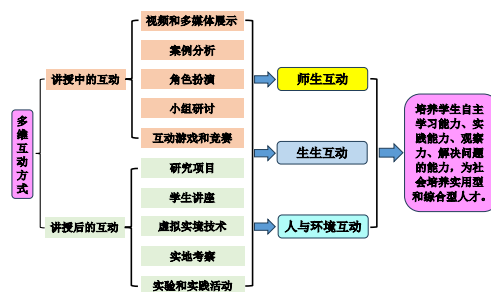 多
维
互
动
方
式
讲授中的互动
讲授后的互动
视频和多媒体展示
案例分析
角色扮演
小组研讨
互动游戏和竞赛
研究项目
学生讲座
虚拟实境技术
实地考察
实验和实践活动
师生互动
生生互动
人与环境互动
培养学生自主
学习能力、实
践能力、观察
力、解决问题
的能力，为社
会培养实用型
和综合型人才。